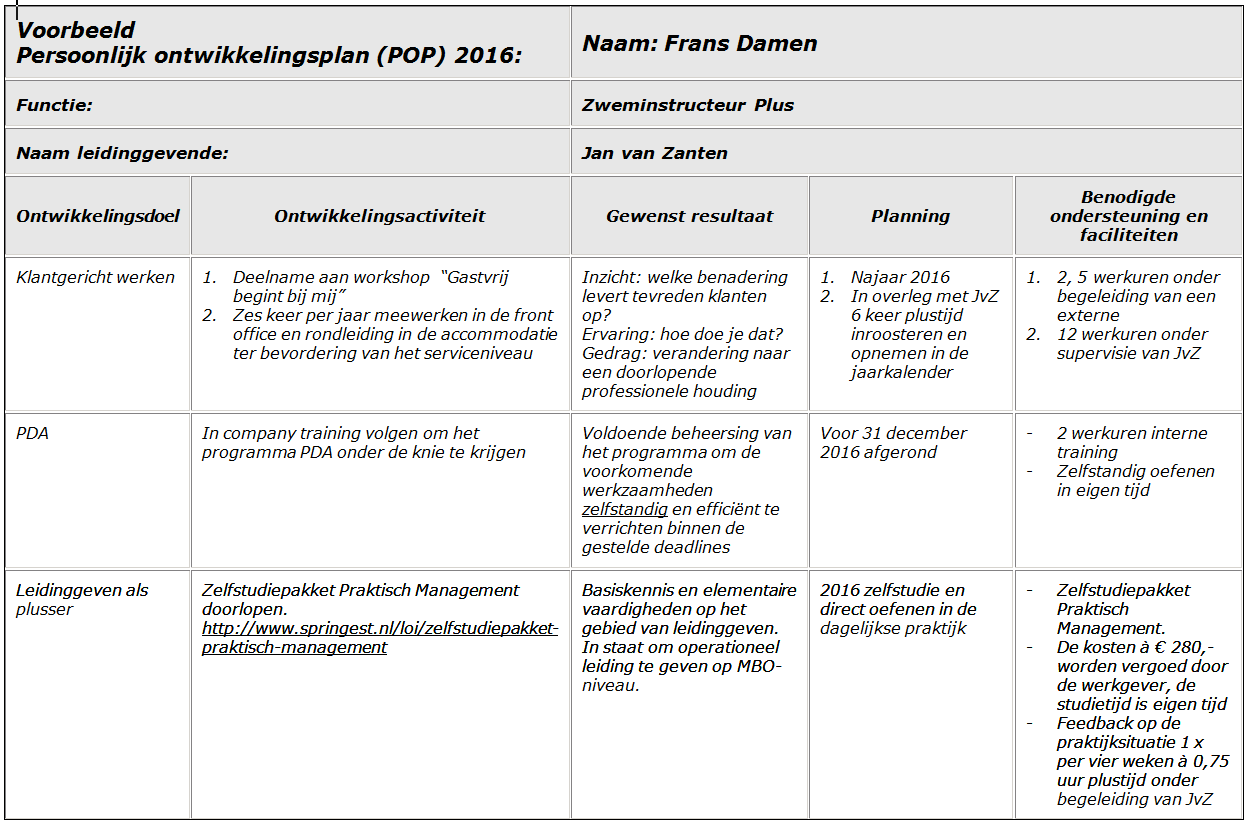 Voorbeeld
Persoonlijk ontwikkelingsplan (POP) 2016:
Naam: Frans Damen
Functie:
Zweminstructeur Plus
Naam leidinggevende:
Jan van Zanten
Ontwikkelingsdoel
Ontwikkelingsactiviteit
Gewenst resultaat
Planning
Benodigde
ondersteuning en
faciliteiten
Klantgericht werken
1. Deelname aan workshop “Gastvrij
begint bij mij”
2. Zes keer per jaar meewerken in de front
office en rondleiding in de accommodatie
ter bevordering van het serviceniveau
Inzicht: welke benadering
levert tevreden klanten
op?
Ervaring: hoe doe je dat?
Gedrag: verandering naar
een doorlopende
professionele houding
1. Najaar 2016
2. In overleg met JvZ
6 keer plustijd
inroosteren en
opnemen in de
jaarkalender
1. 2, 5 werkuren onder
begeleiding van een
externe
2. 12 werkuren onder
supervisie van JvZ
PDA
In company training volgen om het
programma PDA onder de knie te krijgen
Voldoende beheersing van
het programma om de
voorkomende
werkzaamheden
zelfstandig en efficiënt te
verrichten binnen de
gestelde deadlines
Voor 31 december
2016 afgerond
- 2 werkuren interne
training
- Zelfstandig oefenen
in eigen tijd
Leidinggeven als
plusser
Zelfstudiepakket Praktisch Management
doorlopen.
http://www.springest.nl/loi/zelfstudiepakket-
praktisch-management
Basiskennis en elementaire
vaardigheden op het
gebied van leidinggeven.
In staat om operationeel
leiding te geven op MBO-
niveau.
2016 zelfstudie en
direct oefenen in de
dagelijkse praktijk
- Zelfstudiepakket
Praktisch
Management.
- De kosten à € 280,-
worden vergoed door
de werkgever, de
studietijd is eigen tijd
- Feedback op de
praktijksituatie 1 x
per vier weken à 0,75
uur plustijd onder
begeleiding van JvZ